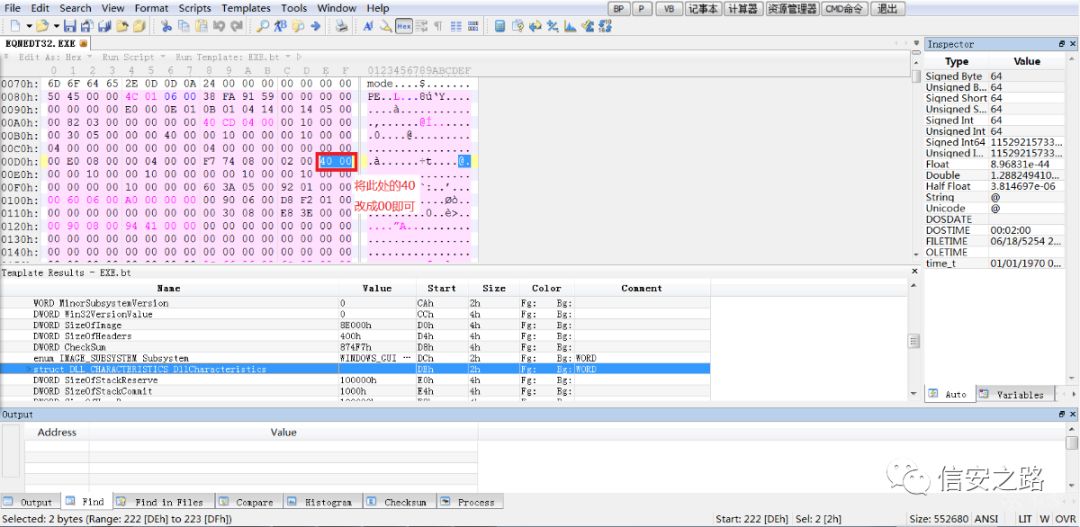 File Edit Search View Format Scripts Templates Tools Window Help BP P VB 记事本 计算器 资源管理器 CMD命令 退出
EQNEDT32.EXE
Edit As: Hex Run Script Run Template: EXE.bt
0 1 2 3 4 5 6 7 8 9 A B C D E F 0123456789ABCDEF
0070h: 6D 6F 64 65 2E 0D 0D 0A 24 00 00 00 00 00 00 00 mode....$.......
0080h: 50 45 00 00 4C 01 06 00 38 FA 91 59 00 00 00 00 PE..L...8ú‘Y....
0090h: 00 00 00 00 E0 00 0E 01 0B 01 04 14 00 14 05 00 ....à...........
00A0h: 00 82 03 00 00 00 00 00 40 CD 04 00 00 10 00 00 .‚......@Í......
00B0h: 00 30 05 00 00 00 40 00 00 10 00 00 00 10 00 00 .0....@.........
00C0h: 04 00 00 00 00 00 00 00 04 00 00 00 00 00 00 00 ................
00D0h: 00 E0 08 00 00 04 00 00 F7 74 08 00 02 00 40 00 .à......÷t....@.
00E0h: 00 00 10 00 00 10 00 00 00 00 10 00 00 10 00 00 ................
00F0h: 00 00 00 00 10 00 00 00 60 3A 05 00 92 01 00 00
将此处的40
0100h: 00 60 06 00 A0 00 00 00 00 90 06 00 D8 F2 01 00
改成00即可
0110h: 00 00 00 00 00 00 00 00 00 30 08 00 E8 3E 00 00
0120h: 00 90 08 00 94 41 00 00 00 00 00 00 00 00 00 00 ....”A..........
0130h: 00 00 00 00 00 00 00 00 00 00 00 00 00 00 00 00 ................
0140h: 00 00 00 00 00 00 00 00 00 00 00 00 00 00 00 00 ................
Inspector
Type Value
Signed Byte 64
Unsigned B... 64
Signed Short 64
Unsigned S... 64
Signed Int 64
Unsigned Int 64
Signed Int64 11529215733...
Unsigned I... 11529215733...
Float 8.96831e-44
Double 1.288249410...
Half Float 3.814697e-06
String @
Unicode @
DOSDATE
DOSTIME 00:02:00
FILETIME 06/18/5254 2...
OLETIME
time_t 01/01/1970 0...
Auto Variables
Template Results - EXE.bt
Name Value Start Size Color Comment
WORD MinorSubsystemVersion 0 CAh 2h Fg: Bg:
DWORD Win32VersionValue 0 CCh 4h Fg: Bg:
DWORD SizeOfImage 8E000h D0h 4h Fg: Bg:
DWORD SizeOfHeaders 400h D4h 4h Fg: Bg:
DWORD CheckSum 874F7h D8h 4h Fg: Bg:
enum IMAGE_SUBSYSTEM Subsystem WINDOWS_GUI ... DCh 2h Fg: Bg: WORD
struct DLL_CHARACTERISTICS DllCharacteristics DEh 2h Fg: Bg: WORD
DWORD SizeOfStackReserve 100000h E0h 4h Fg: Bg:
DWORD SizeOfStackCommit 1000h E4h 4h Fg: Bg:
Output
Address Value
Output Find Find in Files Compare Histogram Checksum Process
信安之路
Selected: 2 bytes (Range: 222 [DEh] to 223 [DFh]) Start: 222 [DEh] Sel: 2 [2h] Size: 552680 ANSI LIT W OVR